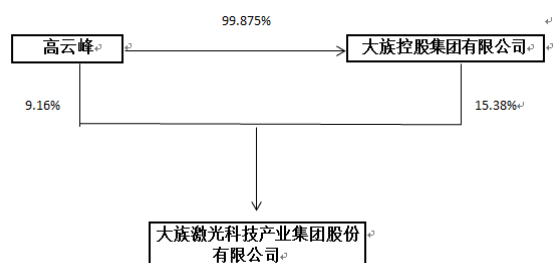 99.875%
高云峰
大族控股集团有限公司
9.16%
15.38%
大族激光科技产业集团股份
有限公司